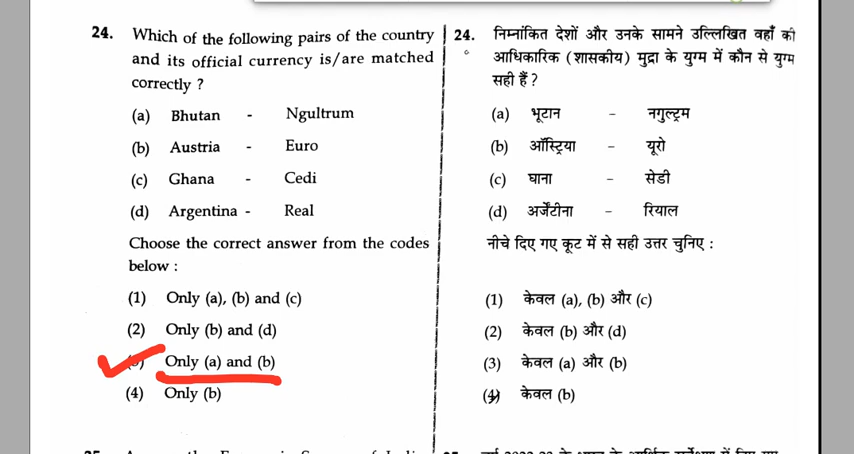 24. Which of the following pairs of the country
and its official currency is/are matched
correctly ?
(a) Bhutan - Ngultrum
(b) Austria - Euro
(c) Ghana - Cedi
(d) Argentina - Real
Choose the correct answer from the codes
below :
(1) Only (a), (b) and (c)
(2) Only (b) and (d)
(3) Only (a) and (b)
(4) Only (b)
24. निम्नांकित देशों और उनके सामने उल्लिखित वहाँ की
आधिकारिक (शासकीय) मुद्रा के युग्म में कौन से युग्म
सही हैं ?
(a) भूटान - नगुल्ट्रम
(b) ऑस्ट्रिया - यूरो
(c) घाना - सेडी
(d) अर्जेंटीना - रियाल
नीचे दिए गए कूट में से सही उत्तर चुनिए :
(1) केवल (a), (b) और (c)
(2) केवल (b) और (d)
(3) केवल (a) और (b)
(4) केवल (b)